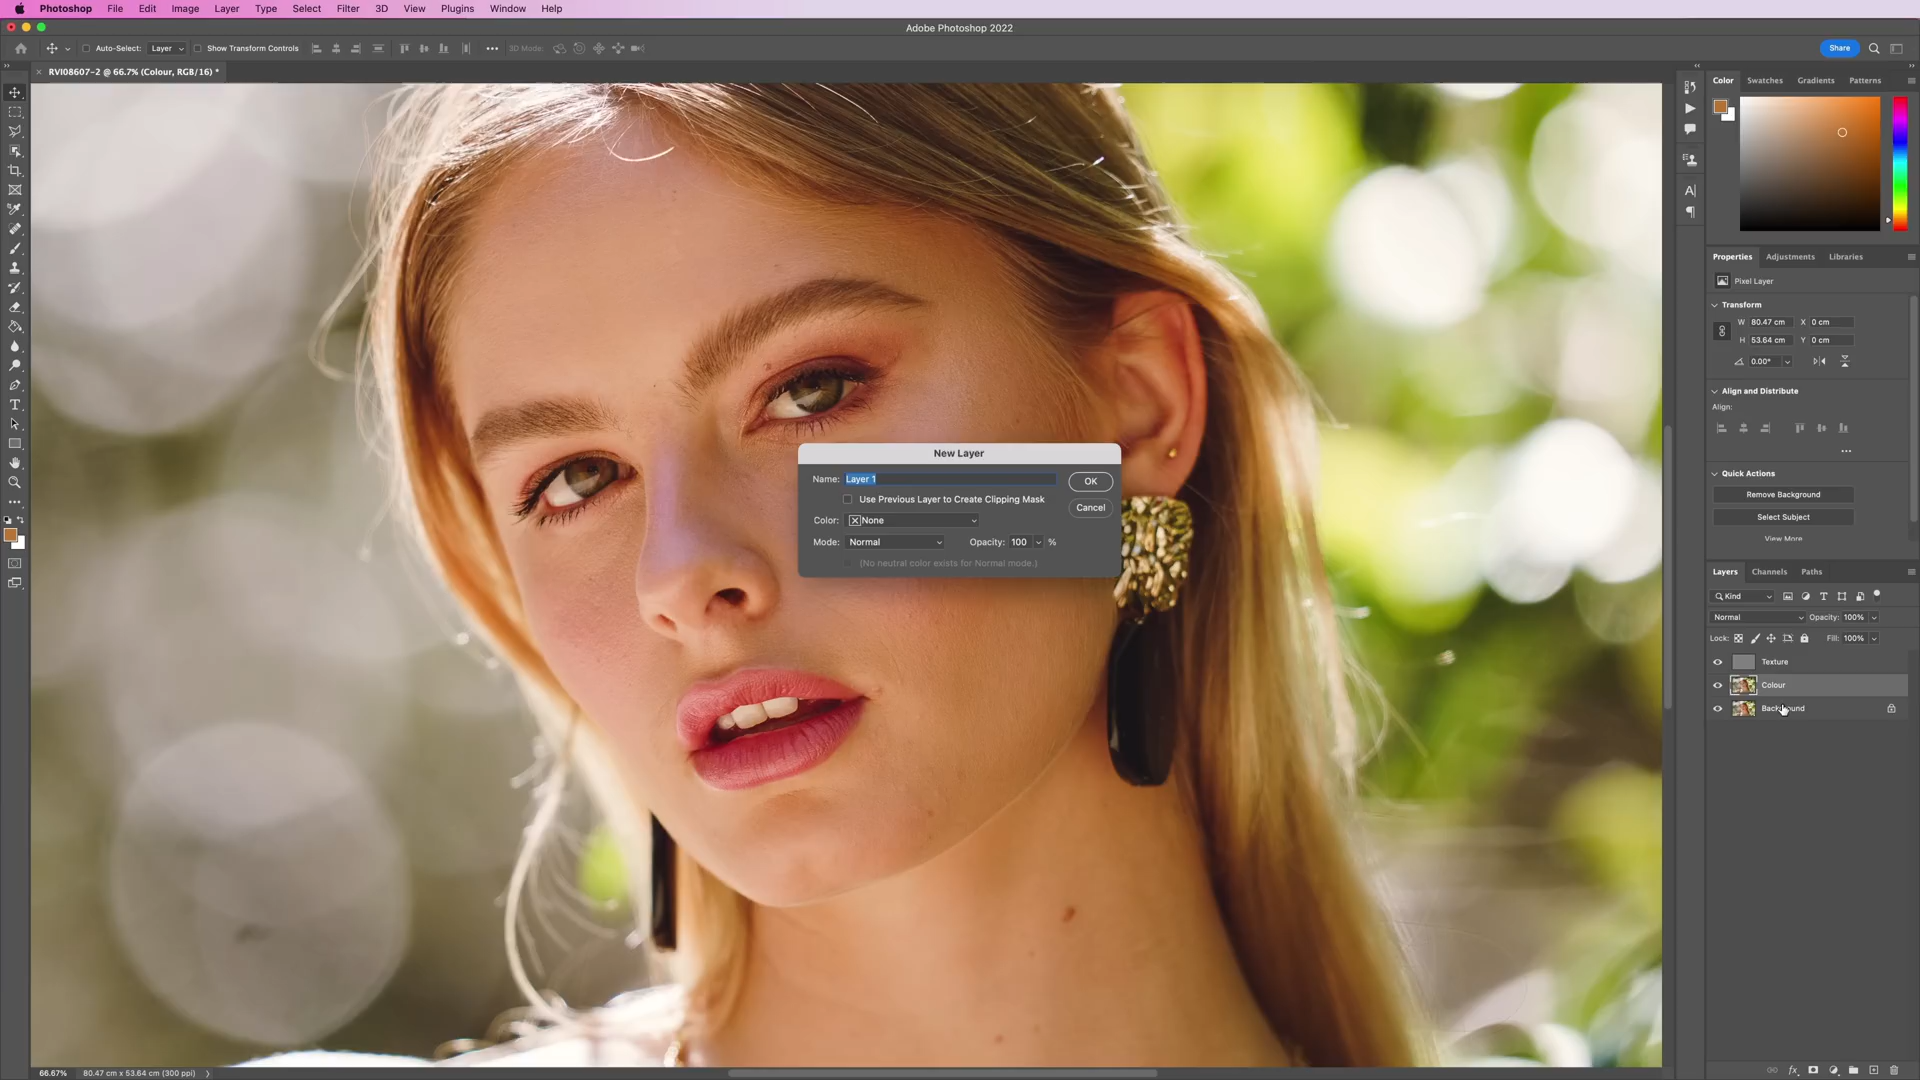 Photoshop File Edit Image Layer Type Select Filter 3D View Plugins Window Help
Adobe Photoshop 2022
Auto-Select: Layer Show Transform Controls 3D Mode: Share
RVI08607-2 @ 66.7% (Colour, RGB/16) *
Color Swatches Gradients Patterns
Properties Adjustments Libraries
Pixel Layer
Transform
W 80.47 cm X 0 cm
H 53.64 cm Y 0 cm
0.00°
Align and Distribute
Align:
Quick Actions
Remove Background
Select Subject
View More
New Layer
Name: Layer 1 OK
Use Previous Layer to Create Clipping Mask
Cancel
Color: None
Mode: Normal Opacity: 100 %
(No neutral color exists for Normal mode.)
Layers Channels Paths
Kind
Normal Opacity: 100%
Lock: Fill: 100%
Texture
Colour
Background
66.67% 80.47 cm x 53.64 cm (300 ppi)